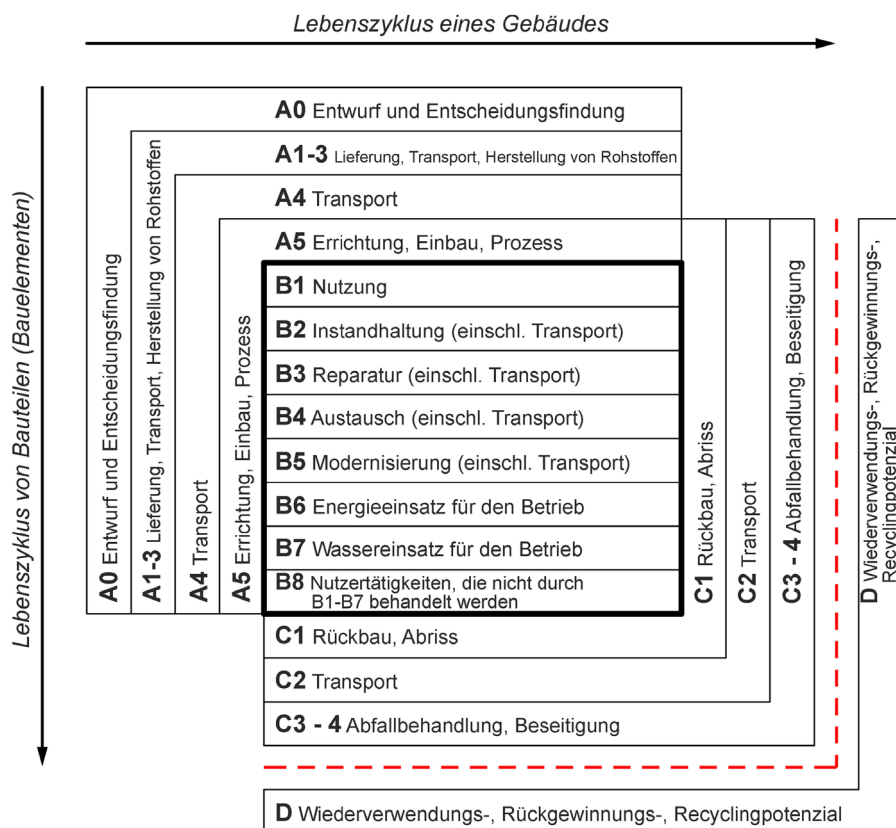 Lebenszyklus eines Gebäudes
Lebenszyklus von Bauteilen (Bauelementen)
A0 Entwurf und Entscheidungsfindung
A1-3 Lieferung, Transport, Herstellung von Rohstoffen
A4 Transport
A5 Errichtung, Einbau, Prozess
B1 Nutzung
B2 Instandhaltung (einschl. Transport)
B3 Reparatur (einschl. Transport)
B4 Austausch (einschl. Transport)
B5 Modernisierung (einschl. Transport)
B6 Energieeinsatz für den Betrieb
B7 Wassereinsatz für den Betrieb
B8 Nutzertätigkeiten, die nicht durch
B1-B7 behandelt werden
C1 Rückbau, Abriss
C2 Transport
C3 - 4 Abfallbehandlung, Beseitigung
D Wiederverwendungs-, Rückgewinnungs-, Recyclingpotenzial
A0 Entwurf und Entscheidungsfindung
A1-3 Lieferung, Transport, Herstellung von Rohstoffen
A4 Transport
A5 Errichtung, Einbau, Prozess
C1 Rückbau, Abriss
C2 Transport
C3 - 4 Abfallbehandlung, Beseitigung
D Wiederverwendungs-, Rückgewinnungs-,
Recyclingpotenzial